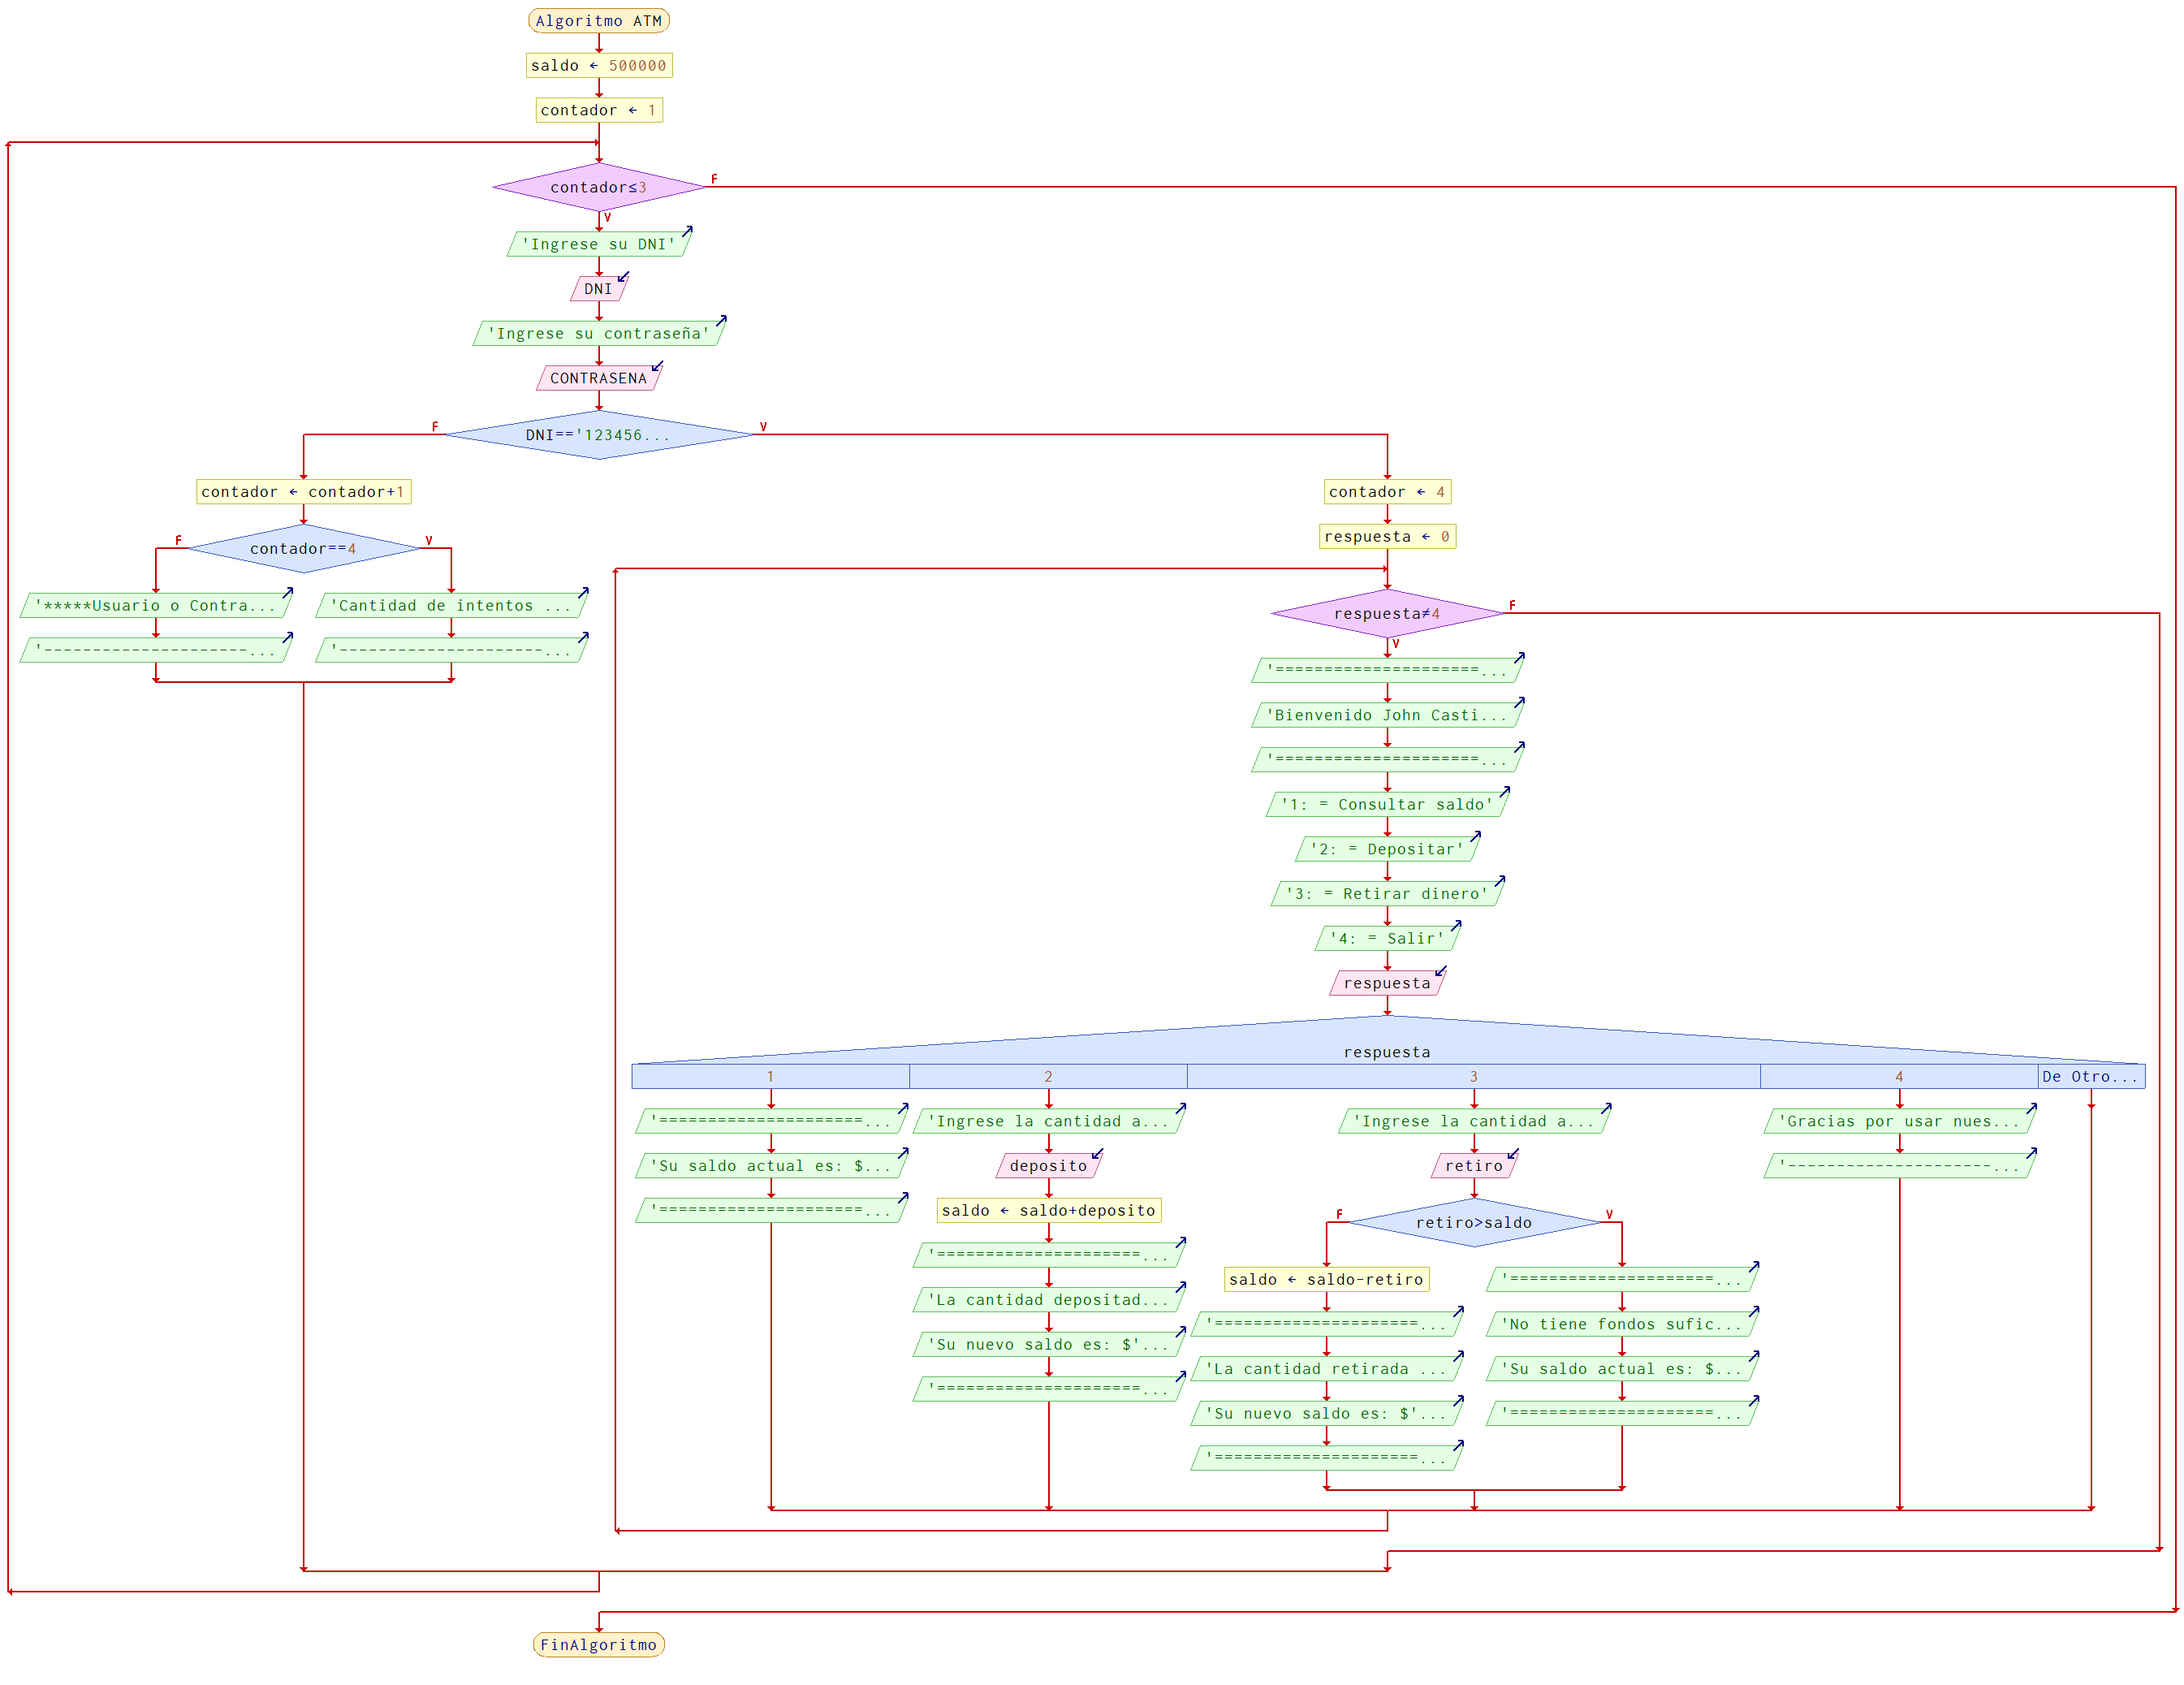 Algoritmo ATM
saldo ← 500000
contador ← 1
contador≤3
F
V
'Ingrese su DNI'
DNI
'Ingrese su contraseña'
CONTRASENA
DNI=='123456...
F
V
contador ← contador+1
contador==4
F
V
'*****Usuario o Contra...
'---------------------...
'Cantidad de intentos ...
'---------------------...
contador ← 4
respuesta ← 0
respuesta≠4
F
V
'=====================...
'Bienvenido John Casti...
'=====================...
'1: = Consultar saldo'
'2: = Depositar'
'3: = Retirar dinero'
'4: = Salir'
respuesta
respuesta
1
2
3
4
De Otro...
'=====================...
'Su saldo actual es: $...
'=====================...
'Ingrese la cantidad a...
deposito
saldo ← saldo+deposito
'=====================...
'La cantidad depositad...
'Su nuevo saldo es: $'...
'=====================...
'Ingrese la cantidad a...
retiro
retiro>saldo
F
V
saldo ← saldo-retiro
'=====================...
'La cantidad retirada ...
'Su nuevo saldo es: $'...
'=====================...
'=====================...
'No tiene fondos sufic...
'Su saldo actual es: $...
'=====================...
'Gracias por usar nues...
'---------------------...
FinAlgoritmo